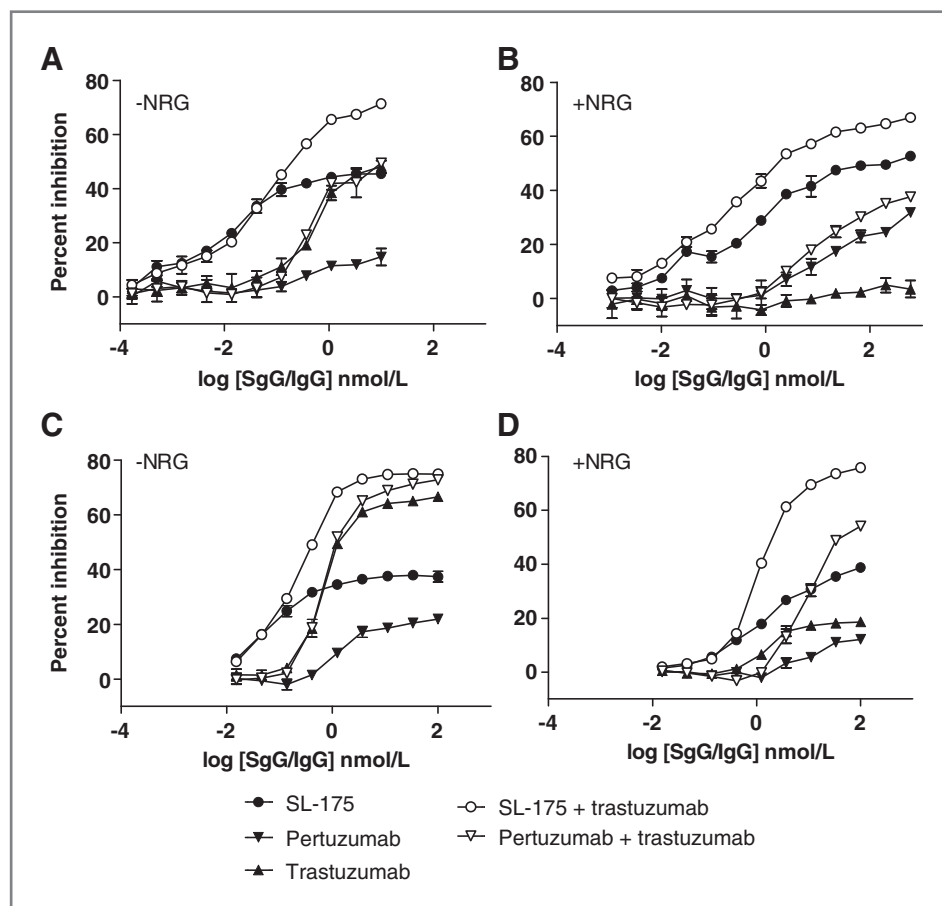 A
B
-NRG
+NRG
80
60
40
20
0
Percent inhibition
-4
-2
0
2
log [SgG/IgG] nmol/L
80
60
40
20
0
-4
-2
0
2
log [SgG/IgG] nmol/L
C
D
-NRG
+NRG
80
60
40
20
0
Percent inhibition
-4
-2
0
2
log [SgG/IgG] nmol/L
80
60
40
20
0
-4
-2
0
2
log [SgG/IgG] nmol/L
SL-175
SL-175 + trastuzumab
Pertuzumab
Pertuzumab + trastuzumab
Trastuzumab